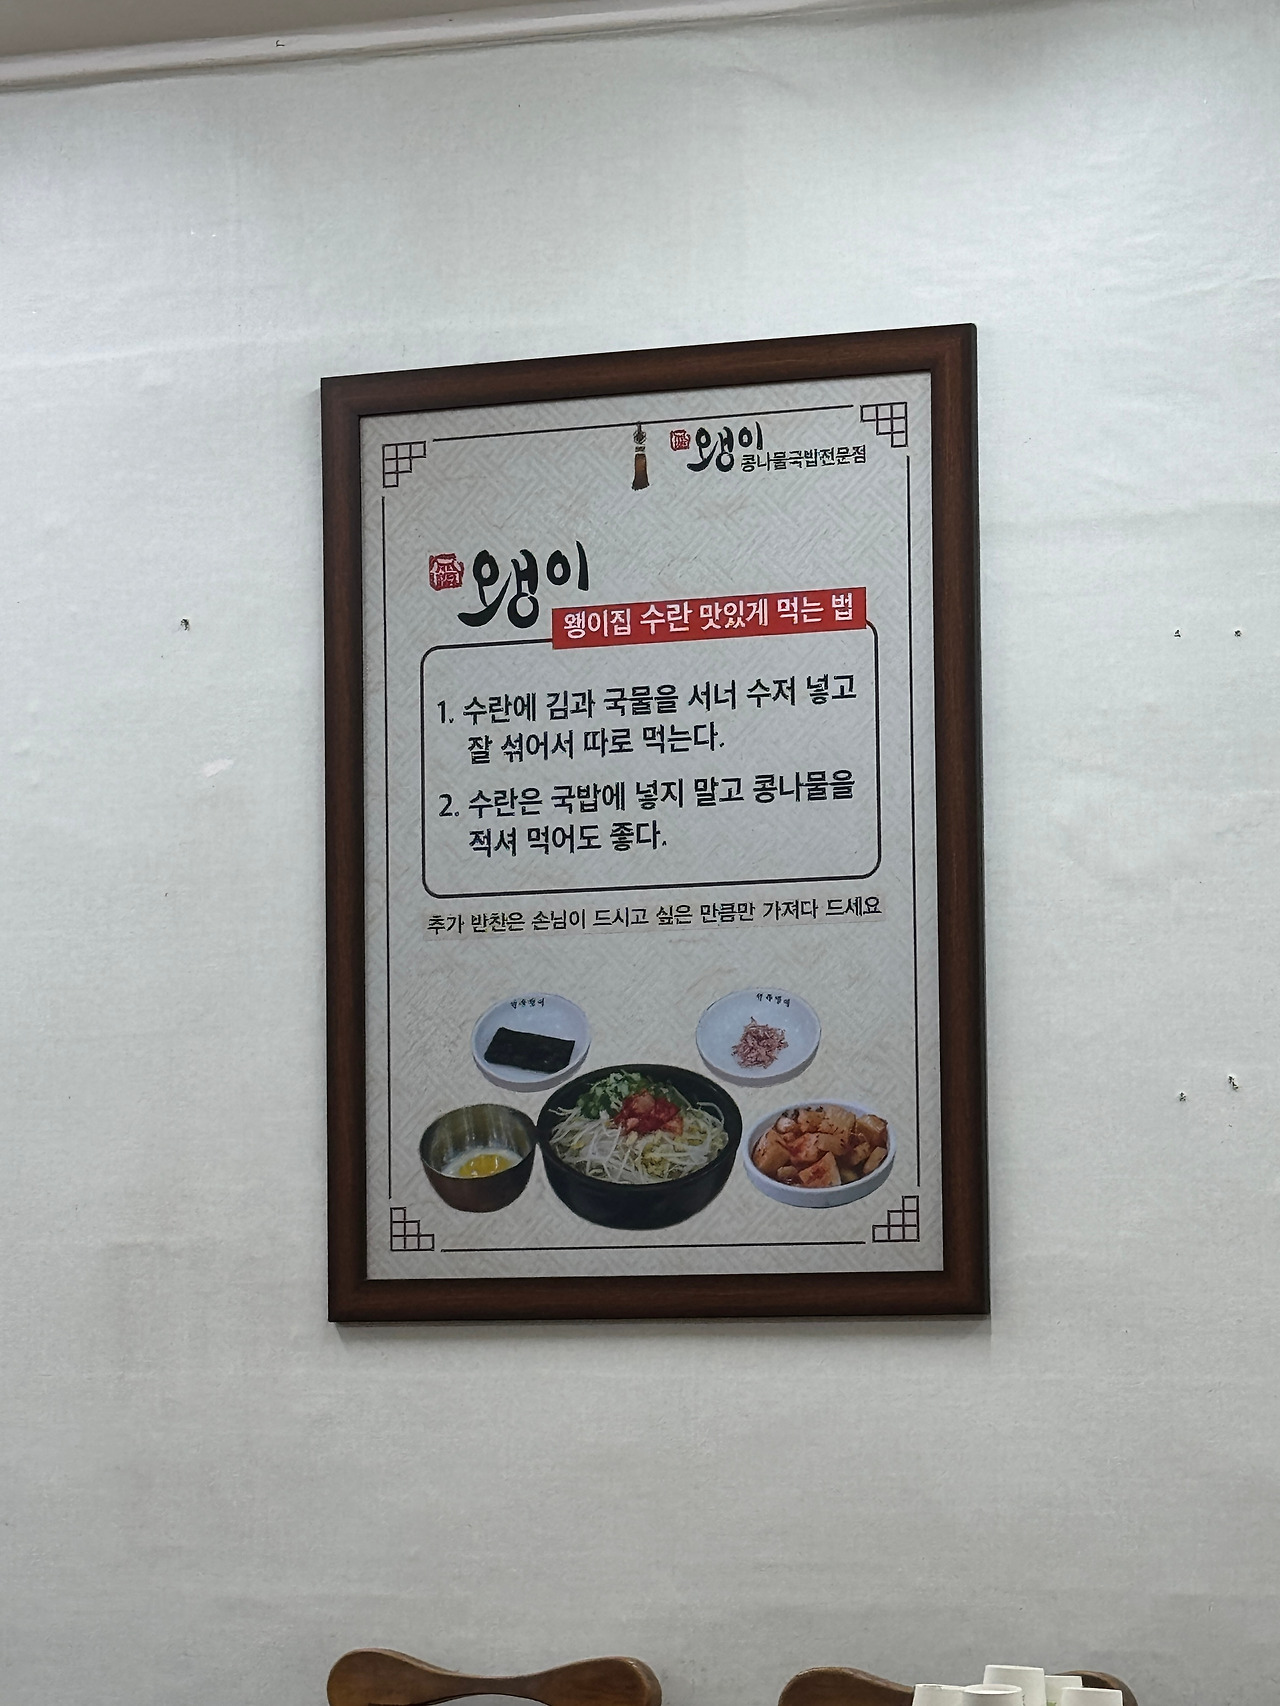 왱이
콩나물국밥전문점
왱이
왱이집 수란 맛있게 먹는 법
1. 수란에 김과 국물을 서너 수저 넣고
잘 섞어서 따로 먹는다.
2. 수란은 국밥에 넣지 말고 콩나물을
적셔 먹어도 좋다.
추가 반찬은 손님이 드시고 싶은 만큼만 가져다 드세요